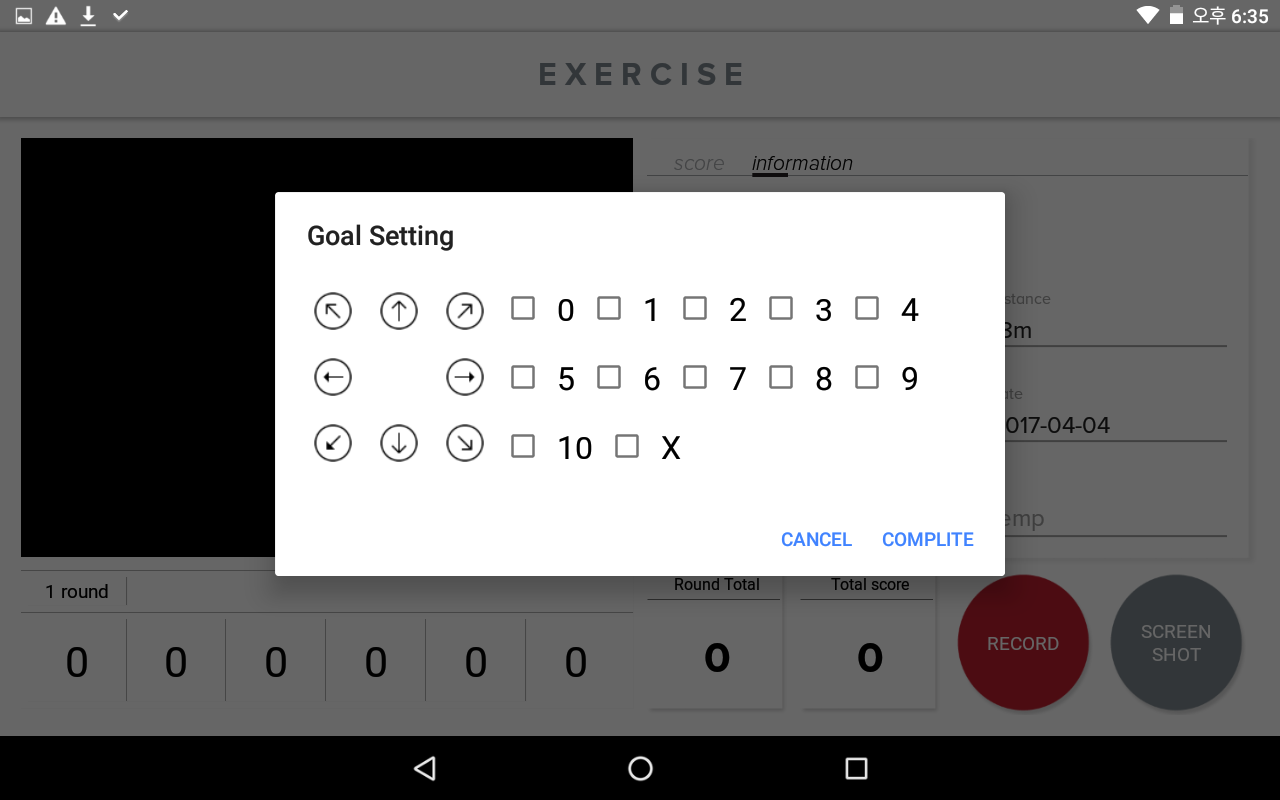 오후 6:35
EXERCISE
score information
Goal Setting
0 1 2 3 4
5 6 7 8 9
10 X
CANCEL COMPLITE
stance
3m
017-04-04
emp
1 round
Round Total
Total score
0 0 0 0 0 0
0
0
RECORD
SCREEN
SHOT